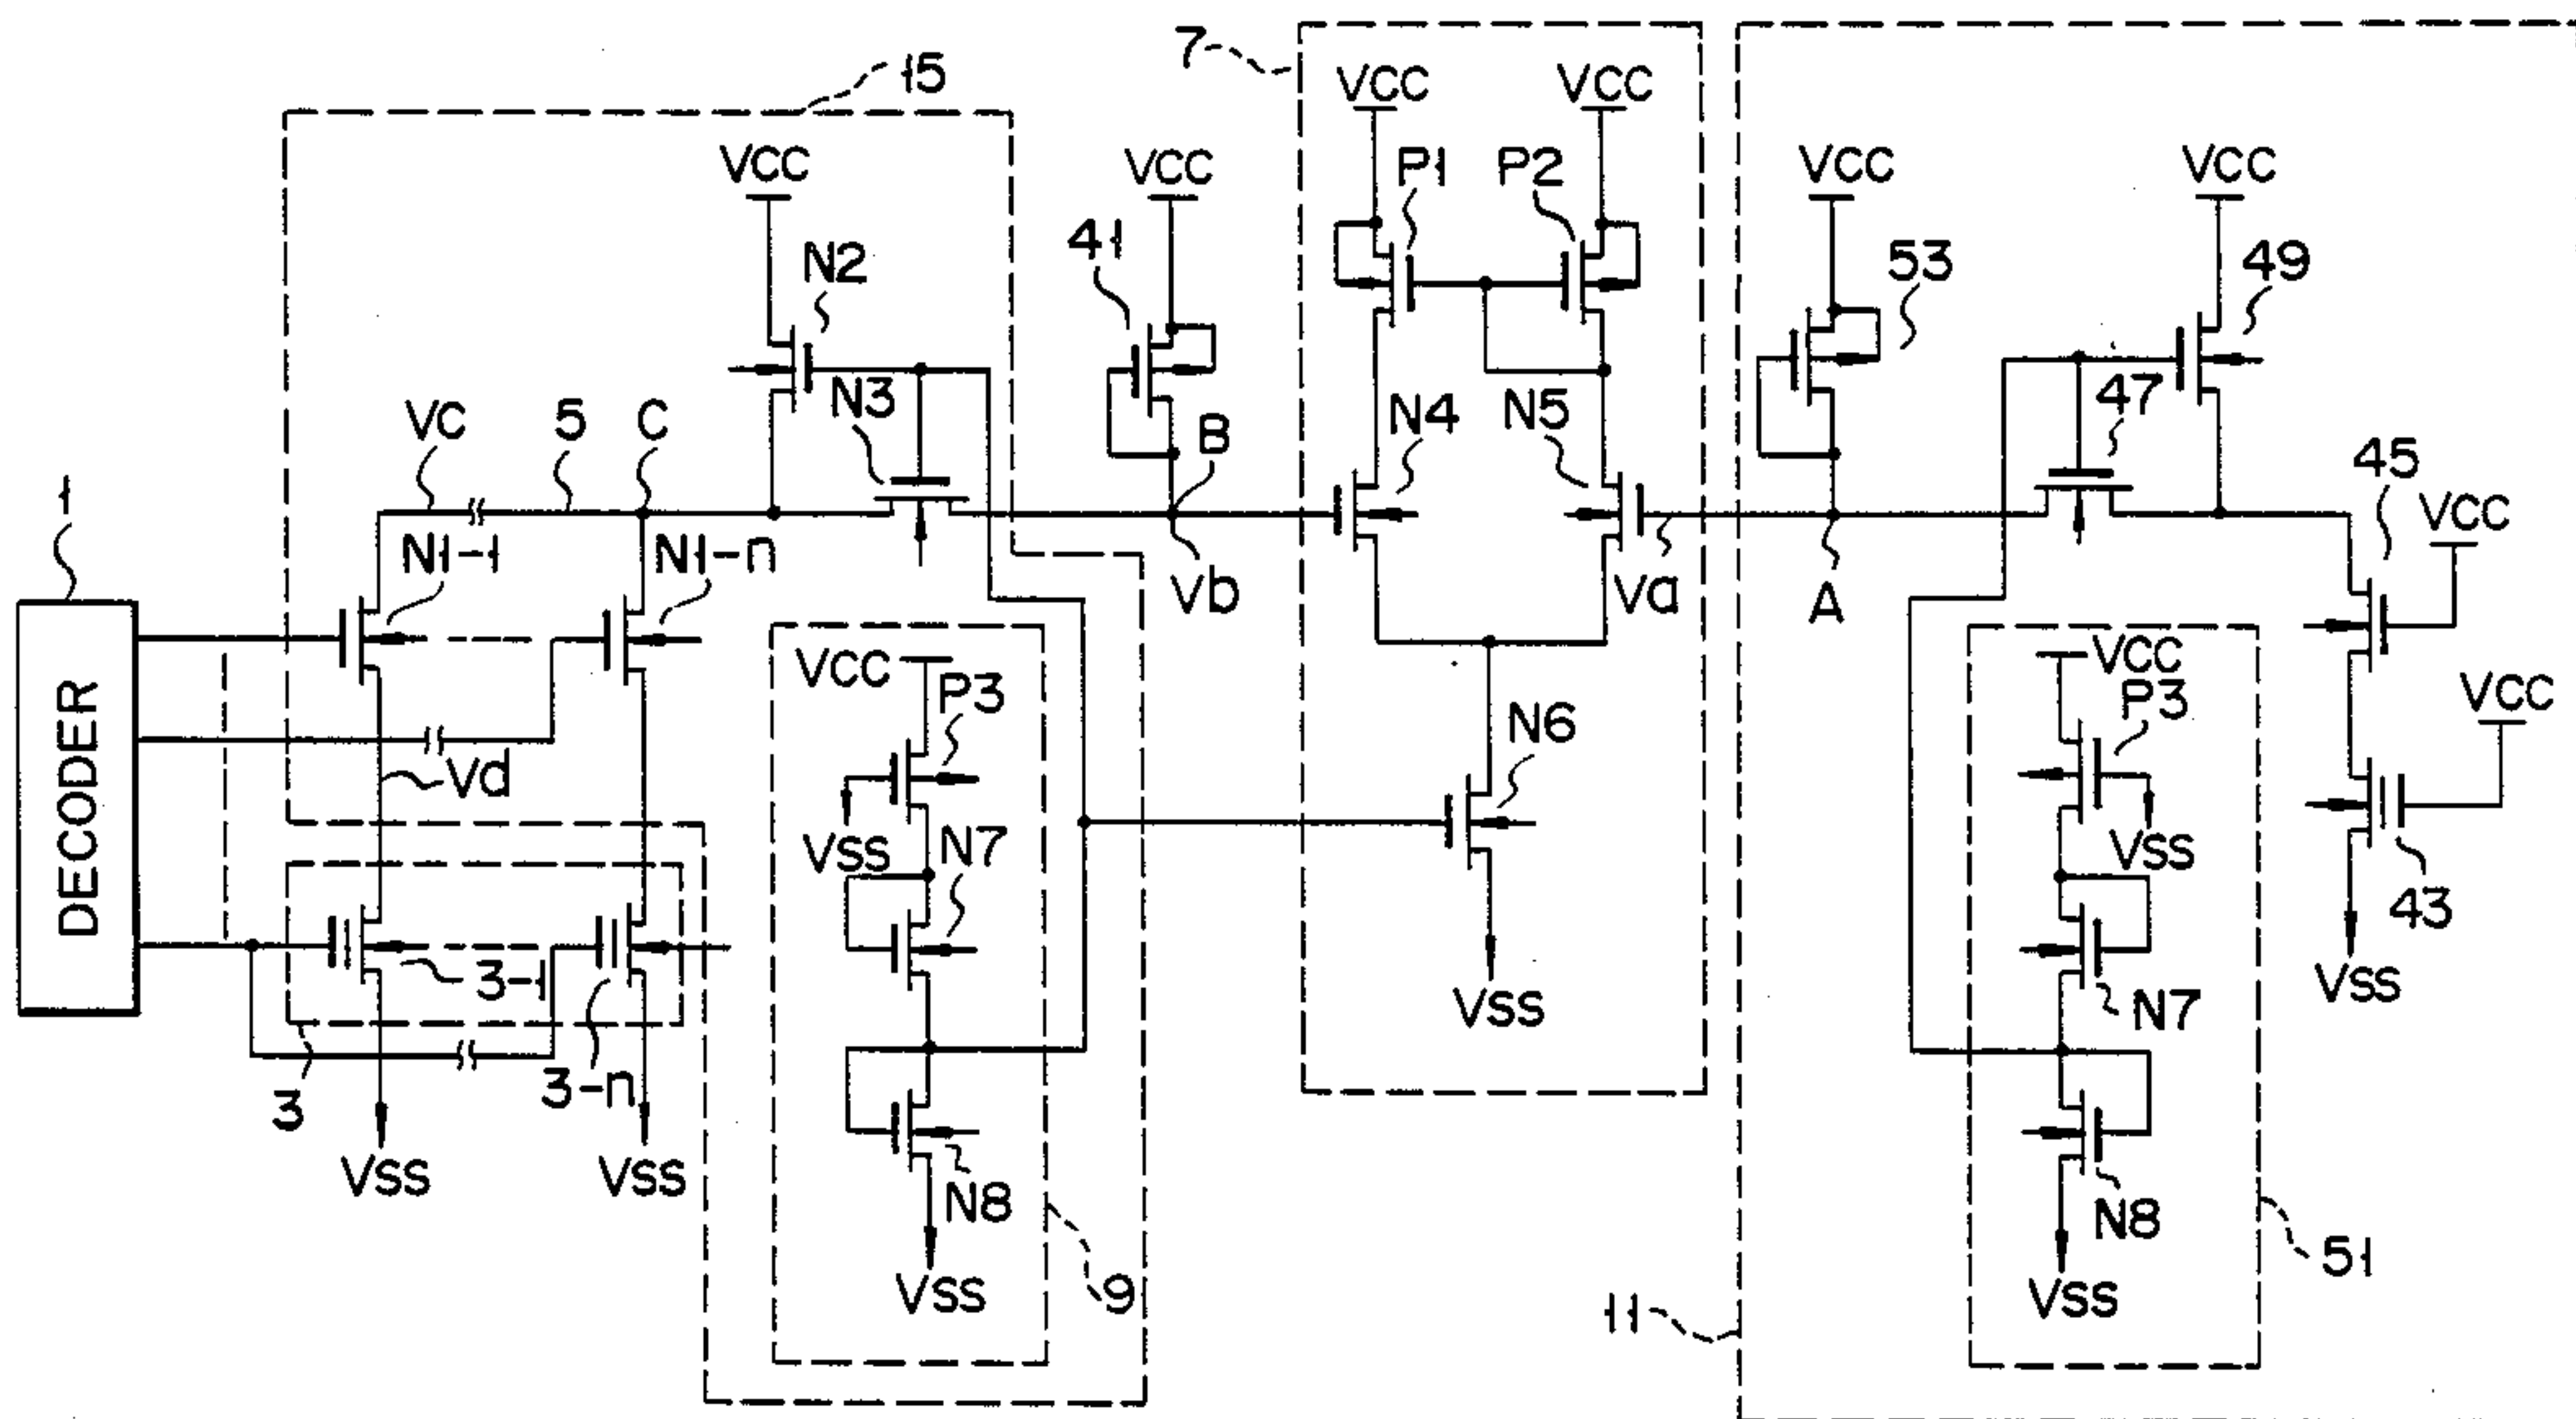 15
7
VCC
VCC
VCC
VCC
VCC
VCC
P1
P2
N2
41
53
49
N3
47
VC
5
C
B
N4
N5
45
VCC
1
N1-1
N1-n
Vb
Va
A
DECODER
VCC
P3
VCC
P3
VCC
Vd
N6
VSS
N7
VSS
43
3-1
VSS
VSS
N7
3
3-n
VSS
VSS
N8
N8
VSS
9
VSS
51
11